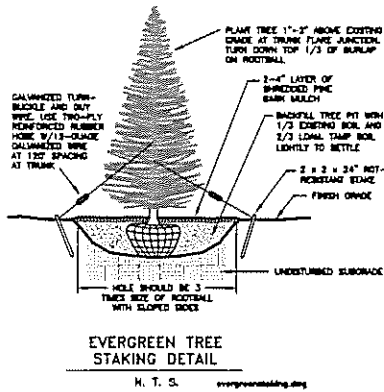 PLANT TREE 1"-2" ABOVE EXISTING
GRADE AT TRUNK FLARE JUNCTION.
TURN DOWN TOP 1/3 OF BURLAP
ON ROOTBALL
2-4" LAYER OF
SHREDDED PINE
BARK MULCH
GALVANIZED TURN-
BUCKLE AND GUY
WIRE. USE TWO-PLY
REINFORCED RUBBER
HOSE W/13-GUAGE
GALVANIZED WIRE
AT 120° SPACING
AT TRUNK
BACKFILL TREE PIT WITH
1/3 EXISTING SOIL AND
2/3 LOAM. TAMP SOIL
LIGHTLY TO SETTLE
2 x 2 x 24" ROT-
RESISTANT STAKE
FINISH GRADE
UNDISTURBED SUBGRADE
HOLE SHOULD BE 3
TIMES SIZE OF ROOTBALL
WITH SLOPED SIDES
EVERGREEN TREE
STAKING DETAIL
N. T. S.
evergreenstaking.dwg